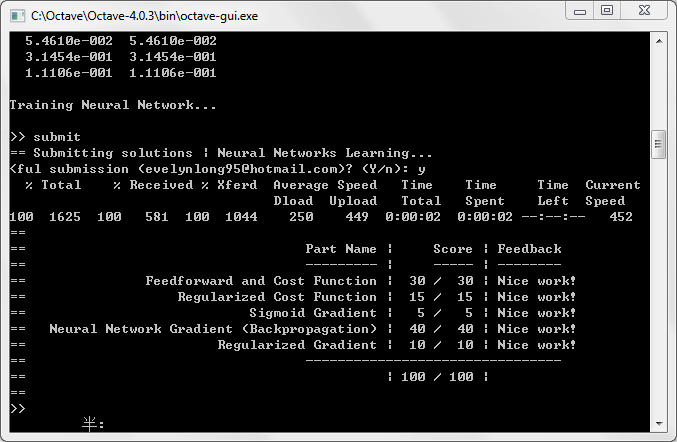 C:\Octave\Octave-4.0.3\bin\octave-gui.exe
5.4610e-002 5.4610e-002
3.1454e-001 3.1454e-001
1.1106e-001 1.1106e-001
Training Neural Network...
>> submit
== Submitting solutions | Neural Networks Learning...
<ful submission (evelynlong95@hotmail.com)? (Y/n): y
% Total % Received % Xferd Average Speed Time Time Time Current
Dload Upload Total Spent Left Speed
100 1625 100 581 100 1044 250 449 0:00:02 0:00:02 --:--:-- 452
==
== Part Name | Score | Feedback
== --------- | ----- | --------
== Feedforward and Cost Function | 30 / 30 | Nice work!
== Regularized Cost Function | 15 / 15 | Nice work!
== Sigmoid Gradient | 5 / 5 | Nice work!
== Neural Network Gradient (Backpropagation) | 40 / 40 | Nice work!
== Regularized Gradient | 10 / 10 | Nice work!
== --------------------------------
== | 100 / 100 |
==
>>
半: